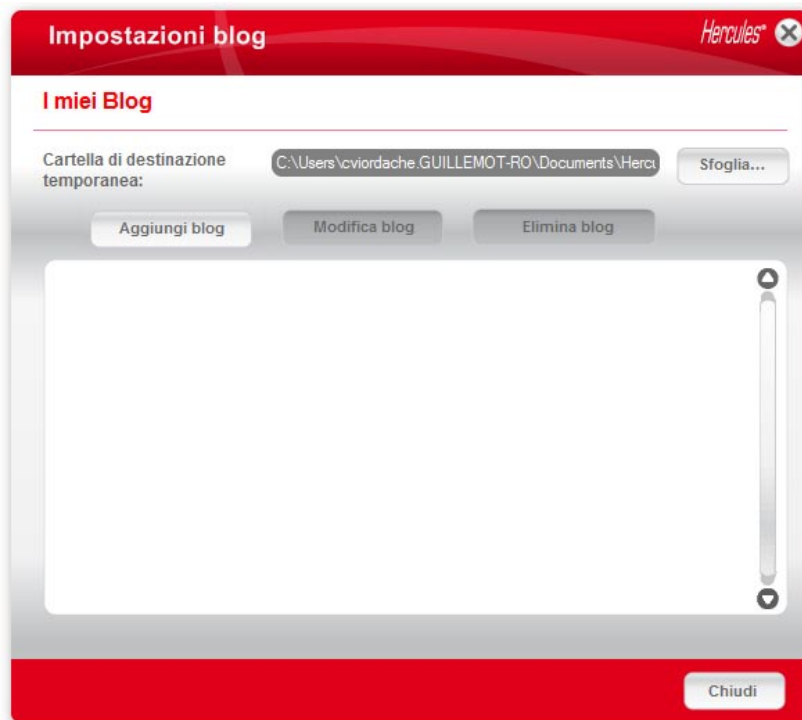 Impostazioni blog
Hercules®
I miei Blog
Cartella di destinazione
temporanea:
C:\Users\cviordache.GUILLEMOT-RO\Documents\Hercu
Sfoglia...
Aggiungi blog
Modifica blog
Elimina blog
Chiudi